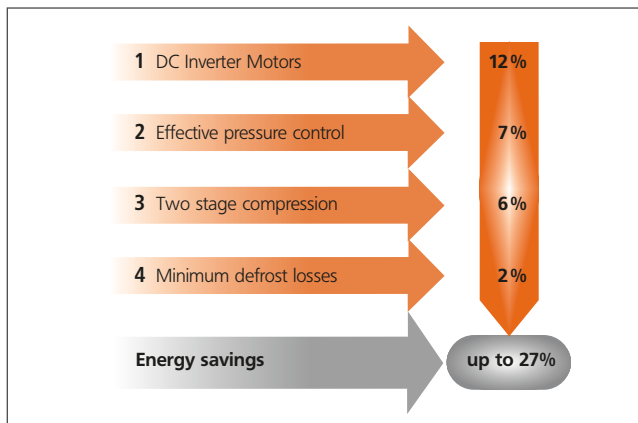 1 DC Inverter Motors 12%
2 Effective pressure control 7%
3 Two stage compression 6%
4 Minimum defrost losses 2%
Energy savings up to 27%